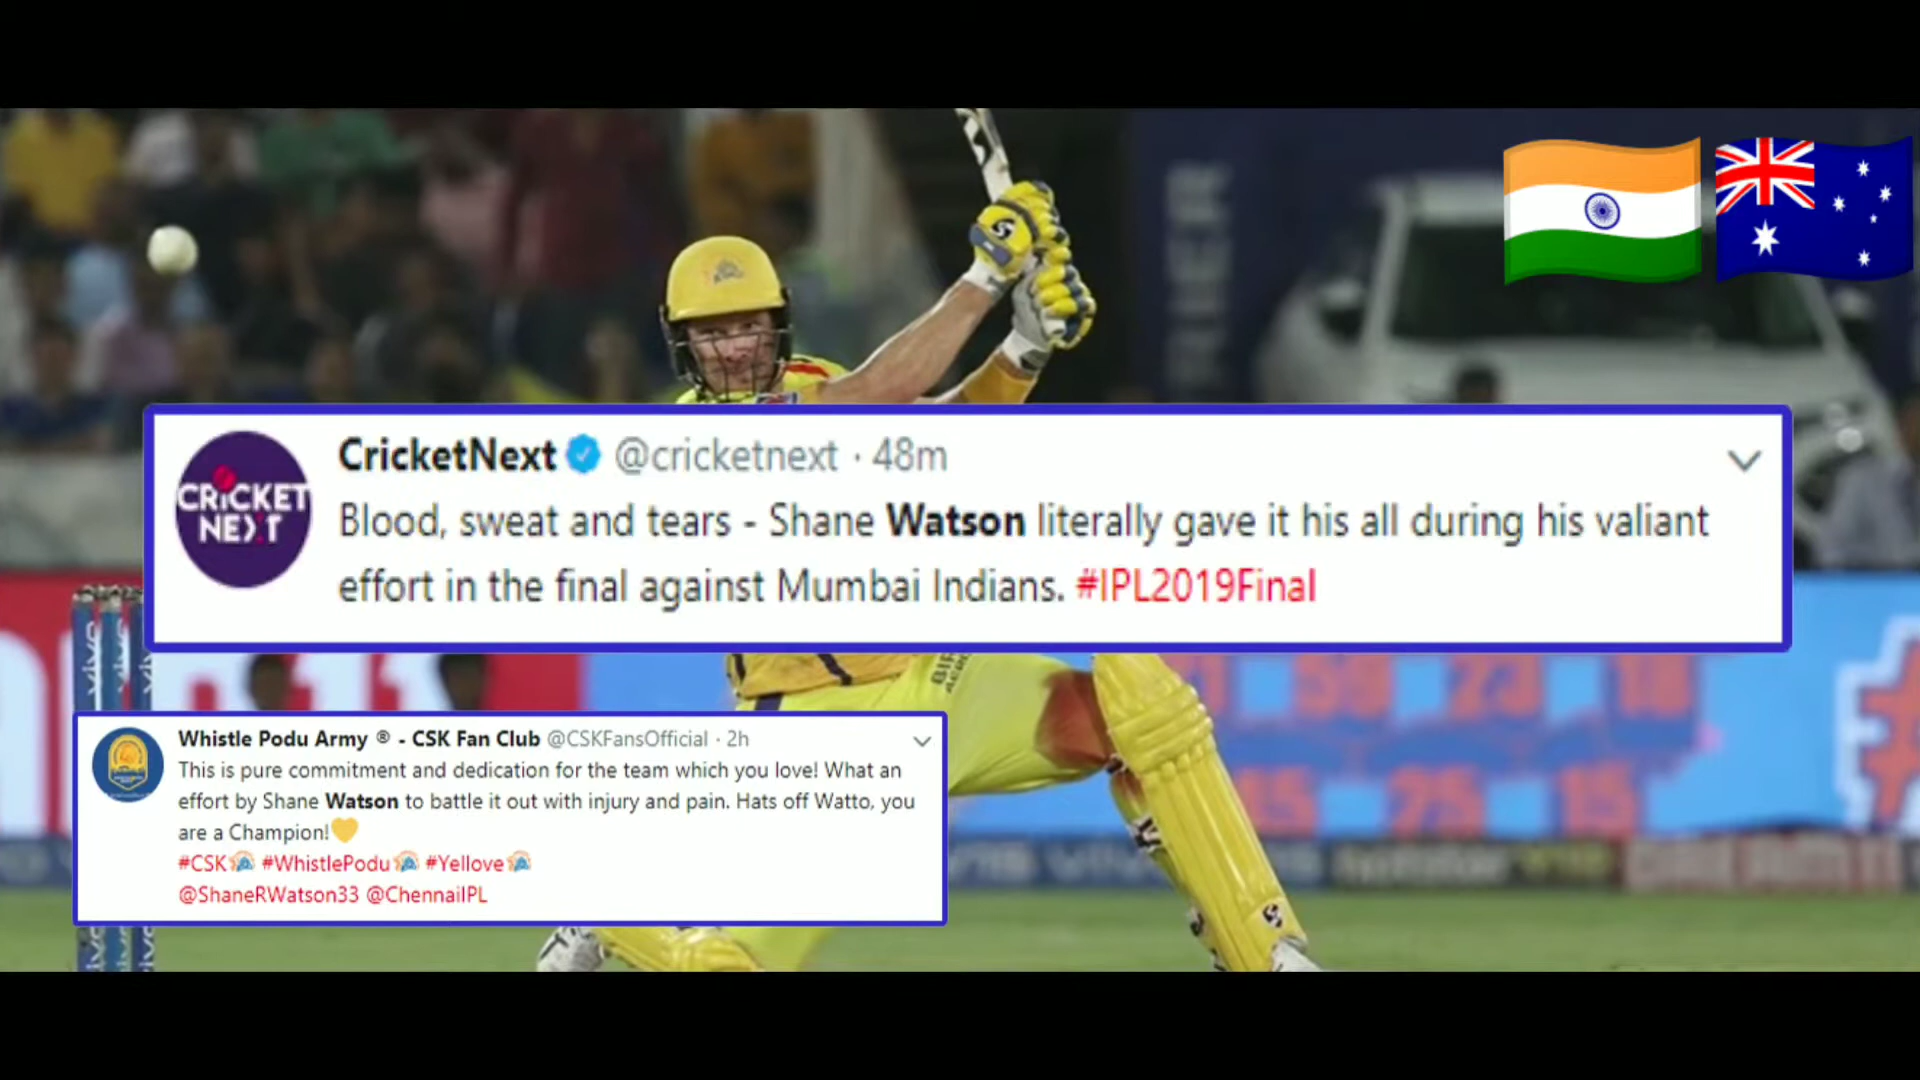 CricketNext @cricketnext · 48m
CRICKET
NEXT
Blood, sweat and tears - Shane Watson literally gave it his all during his valiant
effort in the final against Mumbai Indians. #IPL2019Final
Whistle Podu Army ® - CSK Fan Club @CSKFansOfficial · 2h
This is pure commitment and dedication for the team which you love! What an
effort by Shane Watson to battle it out with injury and pain. Hats off Watto, you
are a Champion!💛
#CSK #WhistlePodu #Yellove
@ShaneRWatson33 @ChennaiIPL
vivo
vivo